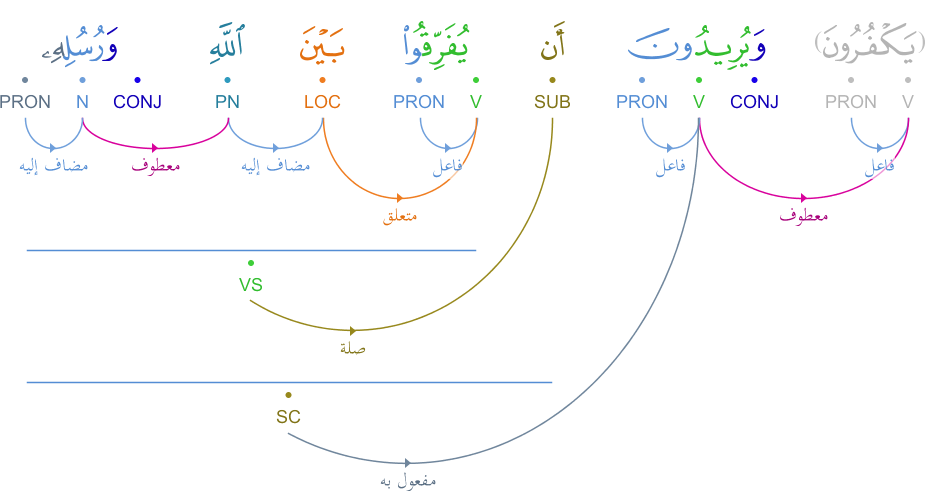 (يَكْفُرُونَ) وَيُرِيدُونَ أَن يُفَرِّقُوا۟ بَيْنَ ٱللَّهِ وَرُسُلِهِۦ
V PRON CONJ V PRON SUB V PRON LOC PN CONJ N PRON
فاعل فاعل فاعل مضاف إليه معطوف مضاف إليه
معطوف متعلق
VS
صلة
SC
مفعول به